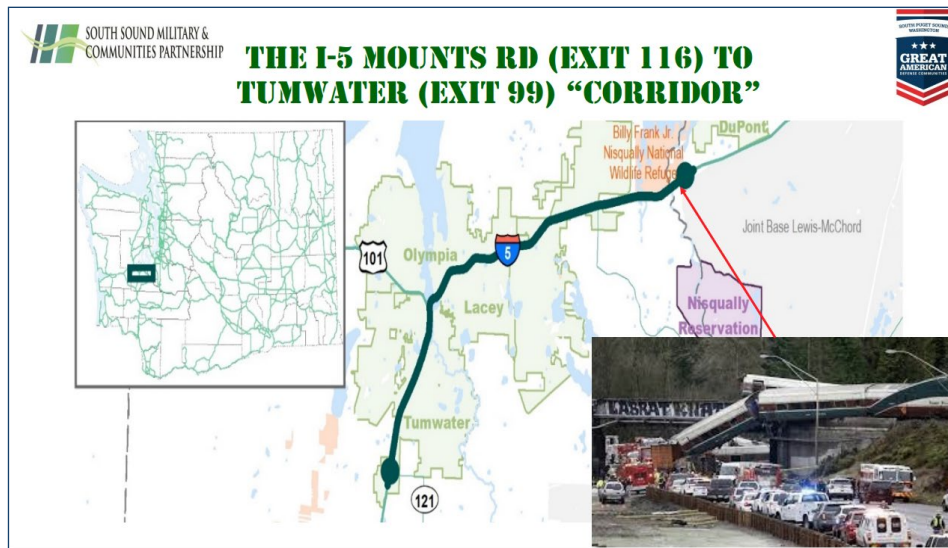 SOUTH SOUND MILITARY &
COMMUNITIES PARTNERSHIP
SOUTH PUGET SOUND
WASHINGTON
GREAT
AMERICAN
DEFENSE COMMUNITIES
THE I-5 MOUNTS RD (EXIT 116) TO
TUMWATER (EXIT 99) “CORRIDOR”
Billy Frank Jr.
Nisqually National
Wildlife Refuge
DuPont
Joint Base Lewis-McChord
101
Olympia
5
Lacey
Nisqually
Reservation
Tumwater
121
LABRAT